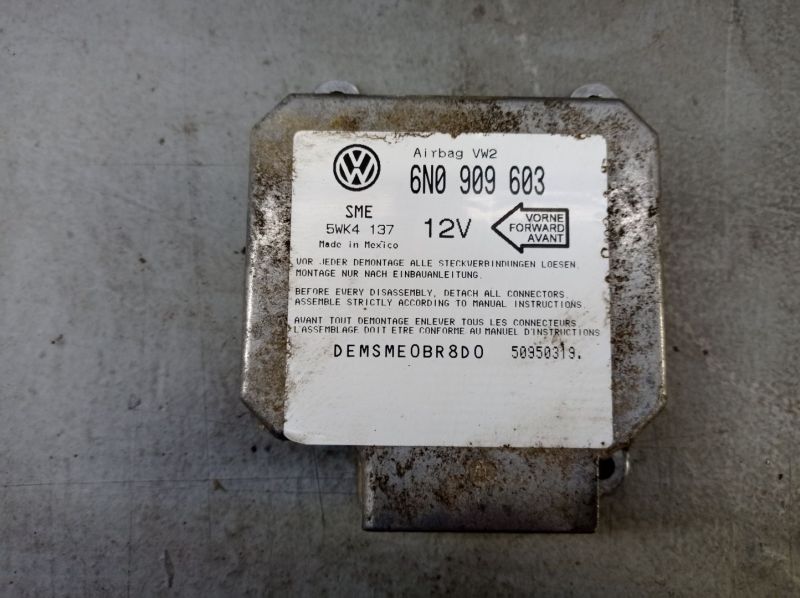 Airbag VW2
6N0 909 603
SME
5WK4 137
Made in Mexico
12V
VORNE
FORWARD
AVANT
VOR JEDER DEMONTAGE ALLE STECKVERBINDUNGEN LOESEN.
MONTAGE NUR NACH EINBAUANLEITUNG.
BEFORE EVERY DISASSEMBLY, DETACH ALL CONNECTORS.
ASSEMBLE STRICTLY ACCORDING TO MANUAL INSTRUCTIONS.
AVANT TOUT DEMONTAGE ENLEVER TOUS LES CONNECTEURS.
L'ASSEMBLAGE DOIT ETRE CONFORME AU MANUEL D'INSTRUCTIONS
DEMSME0BR8D0 50950319.